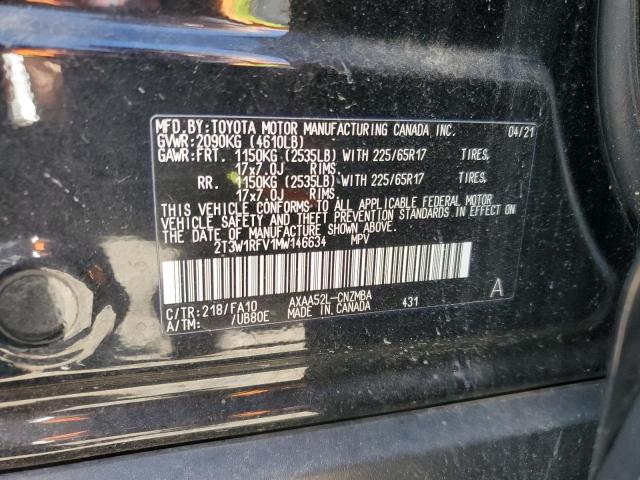 MFD.BY:TOYOTA MOTOR MANUFACTURING CANADA, INC. 04/21
GVWR:2090KG (4610LB)
GAWR:FRT. 1150KG (2535LB) WITH 225/65R17 TIRES,
17x7.0J RIMS,
RR. 1150KG (2535LB) WITH 225/65R17 TIRES,
17x7.0J RIMS,
THIS VEHICLE CONFORMS TO ALL APPLICABLE FEDERAL MOTOR
VEHICLE SAFETY AND THEFT PREVENTION STANDARDS IN EFFECT
ON THE DATE OF MANUFACTURE SHOWN ABOVE.
2T3W1RFV1MW146634 MPV
C/TR:218/FA10 AXAA52L-CNZMBA 431 A
A/TM: /UB80E MADE IN CANADA